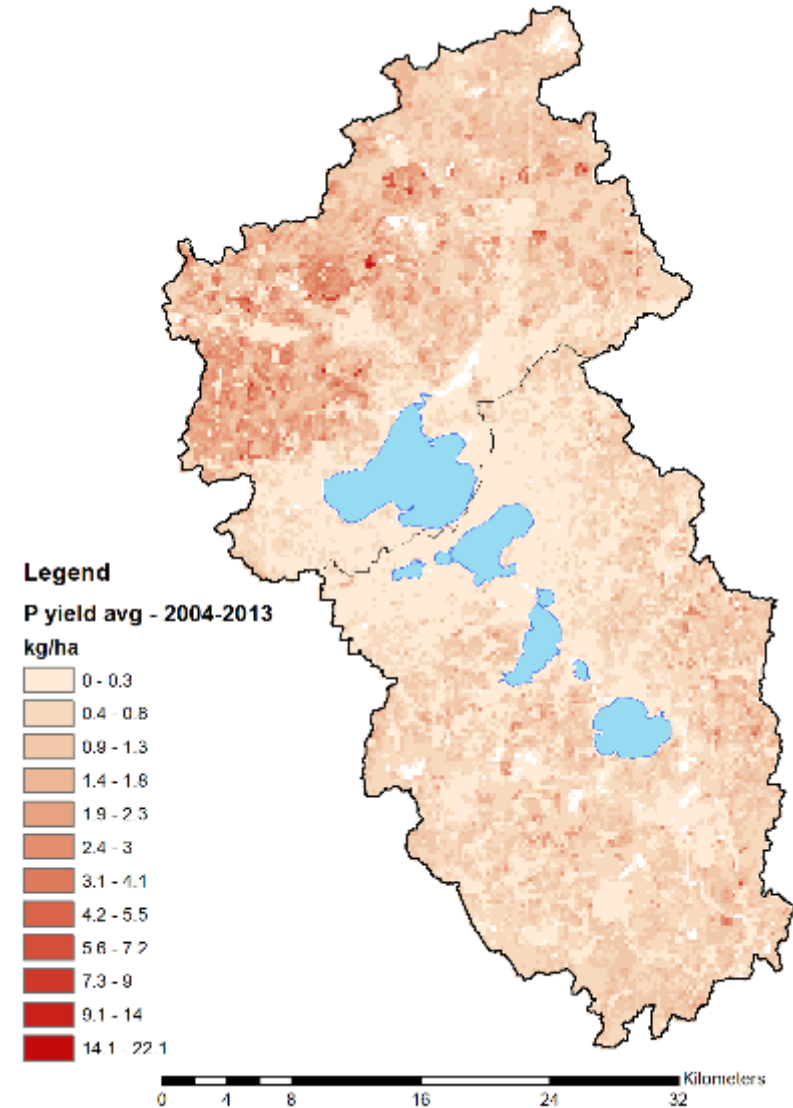 Legend
P yield avg - 2004-2013
kg/ha
0 - 0.3
0.4 - 0.8
0.9 - 1.3
1.4 - 1.8
1.9 - 2.3
2.4 - 3
3.1 - 4.1
4.2 - 5.5
5.6 - 7.2
7.3 - 9
9.1 - 14
14.1 - 22.1
Kilometers
0 4 8 16 24 32